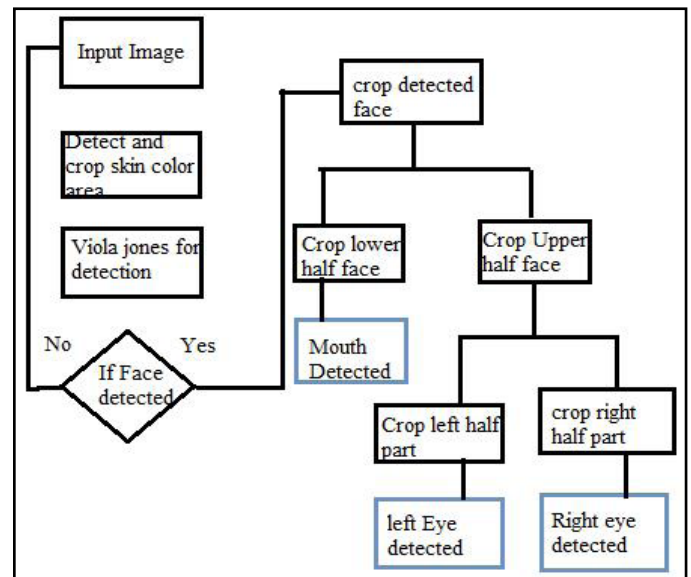 Input Image
Detect and
crop skin color
area
Viola jones for
detection
No
Yes
If Face
detected
crop detected
face
Crop lower
half face
Mouth
Detected
Crop Upper
half face
Crop left half
part
left Eye
detected
crop right
half part
Right eye
detected